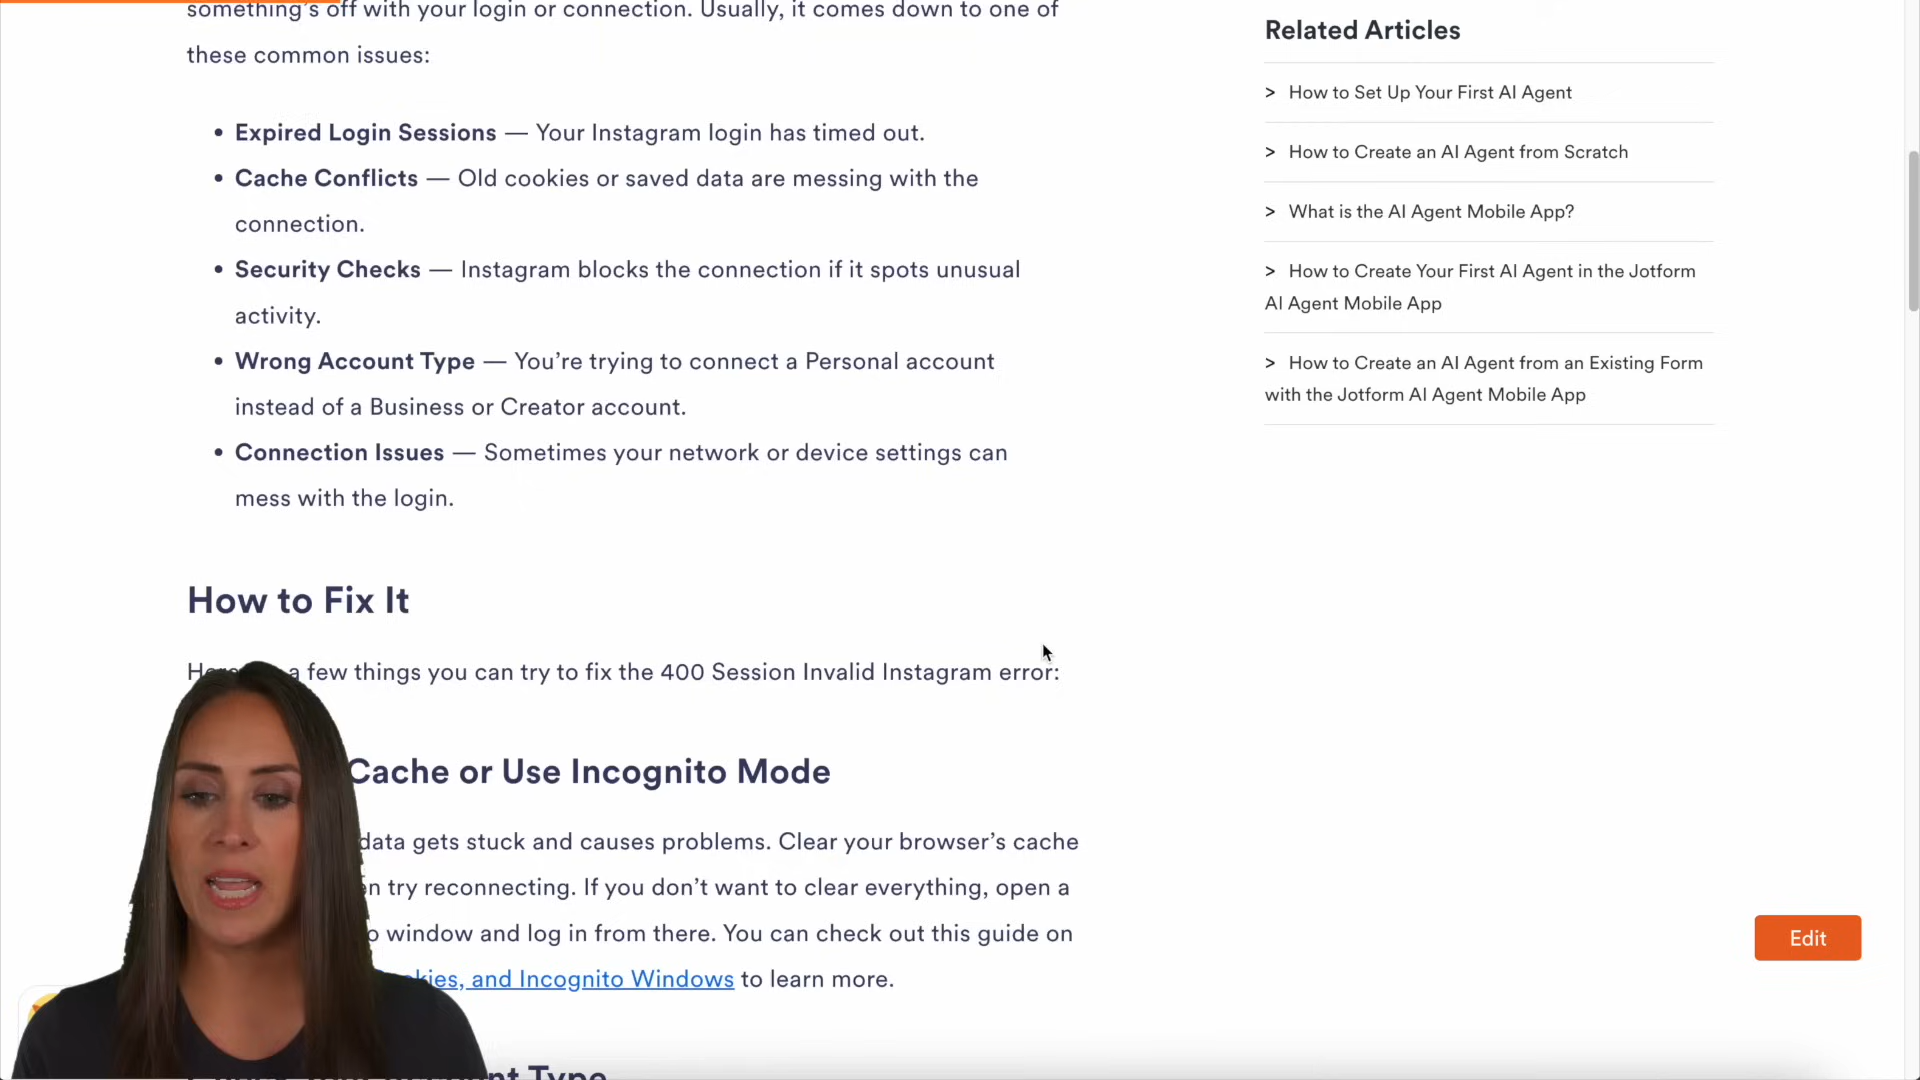 something's off with your login or connection. Usually, it comes down to one of
these common issues:
• Expired Login Sessions — Your Instagram login has timed out.
• Cache Conflicts — Old cookies or saved data are messing with the
connection.
• Security Checks — Instagram blocks the connection if it spots unusual
activity.
• Wrong Account Type — You’re trying to connect a Personal account
instead of a Business or Creator account.
• Connection Issues — Sometimes your network or device settings can
mess with the login.
How to Fix It
a few things you can try to fix the 400 Session Invalid Instagram error:
Cache or Use Incognito Mode
data gets stuck and causes problems. Clear your browser’s cache
try reconnecting. If you don’t want to clear everything, open a
window and log in from there. You can check out this guide on
and Incognito Windows to learn more.
Type
Related Articles
> How to Set Up Your First AI Agent
> How to Create an AI Agent from Scratch
> What is the AI Agent Mobile App?
> How to Create Your First AI Agent in the Jotform
AI Agent Mobile App
> How to Create an AI Agent from an Existing Form
with the Jotform AI Agent Mobile App
Edit